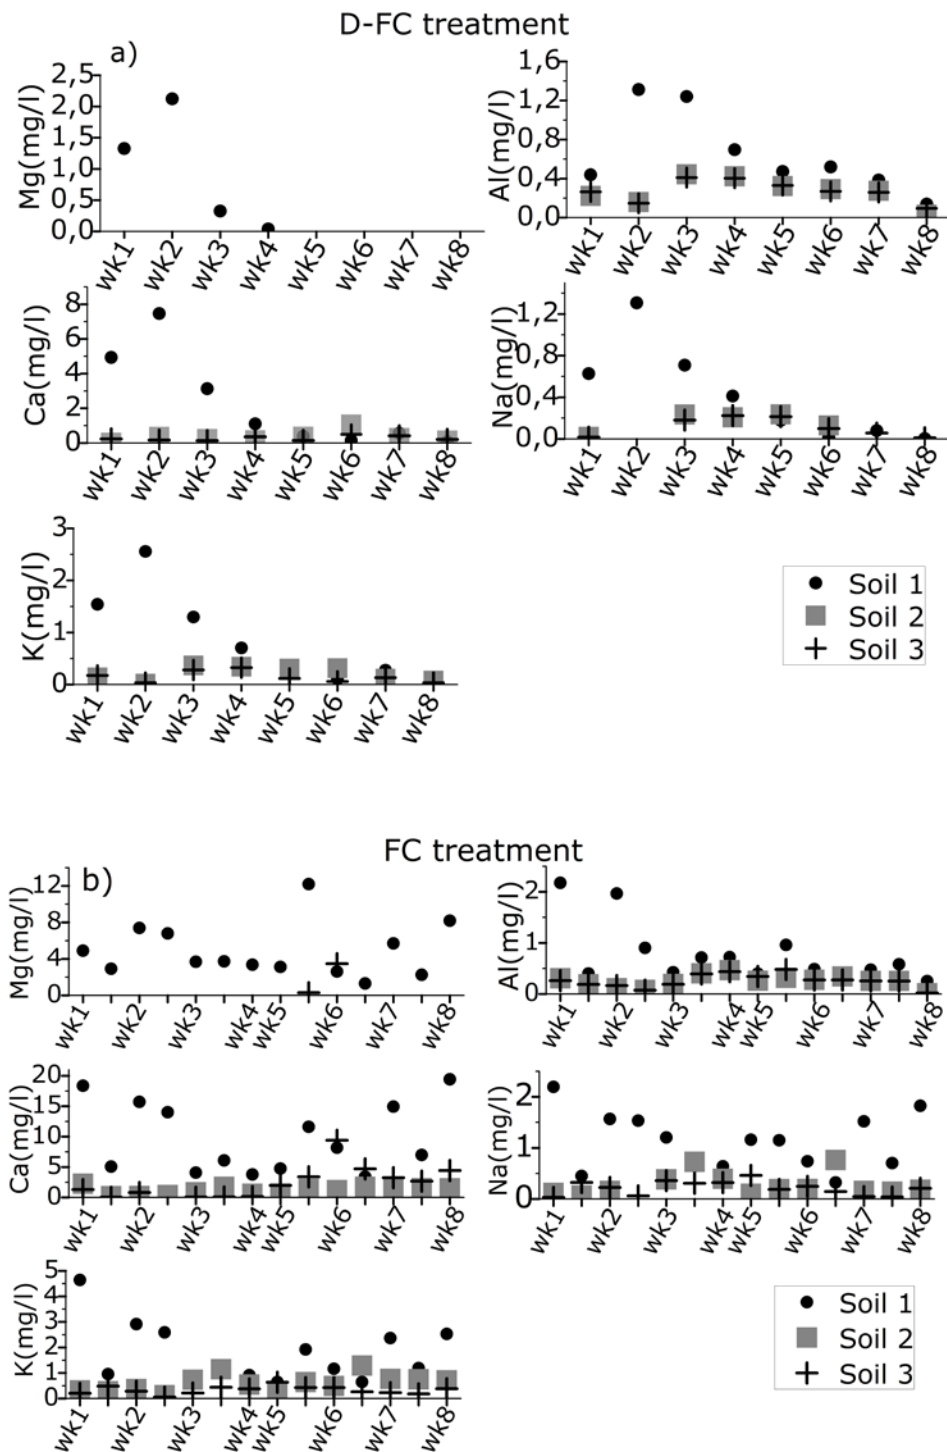 D-FC treatment
a)
Mg(mg/l)
2,5
2,0
1,5
1,0
0,5
0,0
wk1 wk2 wk3 wk4 wk5 wk6 wk7 wk8
Al(mg/l)
1,6
1,2
0,8
0,4
0,0
wk1 wk2 wk3 wk4 wk5 wk6 wk7 wk8
Ca(mg/l)
8
6
4
2
0
wk1 wk2 wk3 wk4 wk5 wk6 wk7 wk8
Na(mg/l)
1,2
0,8
0,4
0,0
wk1 wk2 wk3 wk4 wk5 wk6 wk7 wk8
K(mg/l)
3
2
1
0
wk1 wk2 wk3 wk4 wk5 wk6 wk7 wk8
Soil 1
Soil 2
Soil 3
FC treatment
b)
Mg(mg/l)
12
8
4
0
wk1 wk2 wk3 wk4 wk5 wk6 wk7 wk8
Al(mg/l)
2
1
0
wk1 wk2 wk3 wk4 wk5 wk6 wk7 wk8
Ca(mg/l)
20
15
10
5
0
wk1 wk2 wk3 wk4 wk5 wk6 wk7 wk8
Na(mg/l)
2
1
0
wk1 wk2 wk3 wk4 wk5 wk6 wk7 wk8
K(mg/l)
5
4
3
2
1
0
wk1 wk2 wk3 wk4 wk5 wk6 wk7 wk8
Soil 1
Soil 2
Soil 3